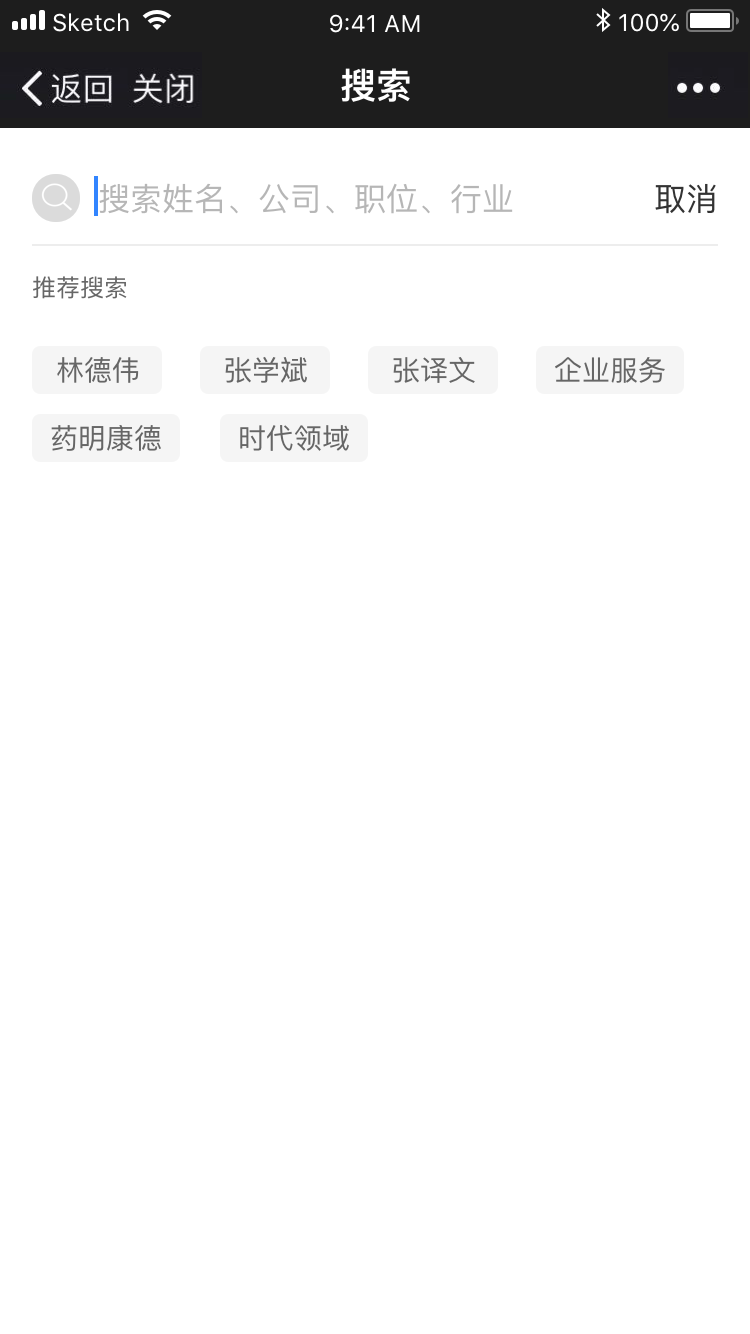 Sketch 9:41 AM 100%
返回 关闭 搜索
搜索姓名、公司、职位、行业 取消
推荐搜索
林德伟 张学斌 张译文 企业服务
药明康德 时代领域